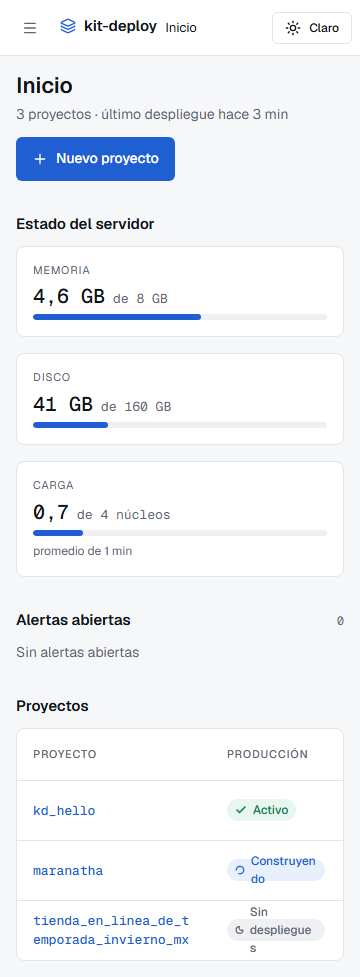 kit-deploy Inicio Claro
Inicio
3 proyectos · último despliegue hace 3 min
+ Nuevo proyecto
Estado del servidor
MEMORIA
4,6 GB de 8 GB
DISCO
41 GB de 160 GB
CARGA
0,7 de 4 núcleos
promedio de 1 min
Alertas abiertas 0
Sin alertas abiertas
Proyectos
PROYECTO PRODUCCIÓN
kd_hello Activo
maranatha Construyen
do
tienda_en_linea_de_t
emporada_invierno_mx
Sin
despliegue
s